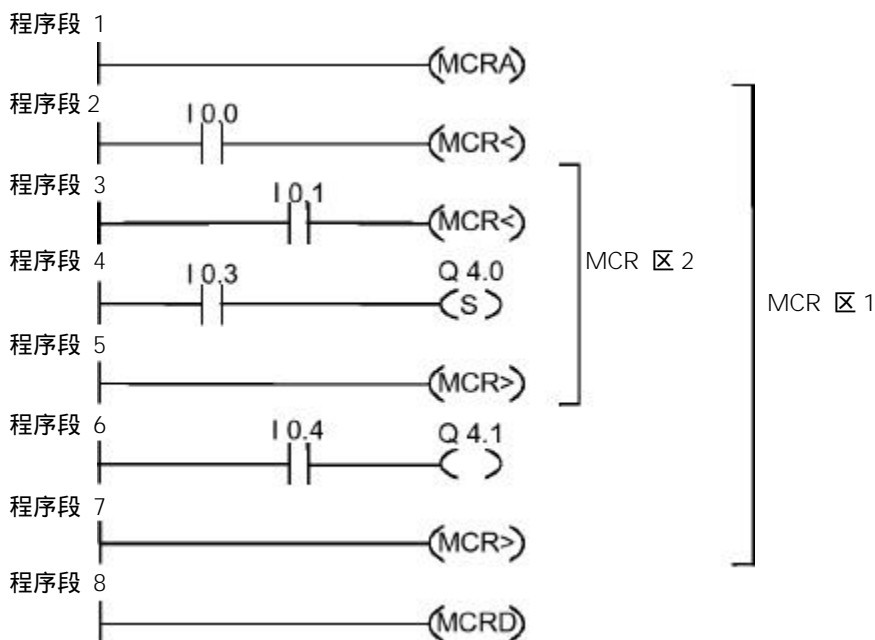 程序段 1
(MCRA)
程序段 2
I 0.0
(MCR<)
程序段 3
I 0.1
(MCR<)
程序段 4
I 0.3
Q 4.0
(S)
MCR 区 2
MCR 区 1
程序段 5
(MCR>)
程序段 6
I 0.4
Q 4.1
( )
程序段 7
(MCR>)
程序段 8
(MCRD)